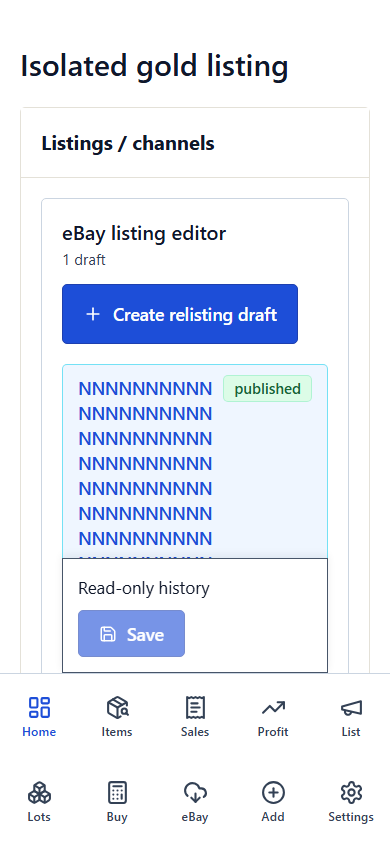 Isolated gold listing
Listings / channels
eBay listing editor
1 draft
Create relisting draft
NNNNNNNNNN published
NNNNNNNNNN
NNNNNNNNNN
NNNNNNNNNN
NNNNNNNNNN
NNNNNNNNNN
NNNNNNNNNN
Read-only history
Save
Home Items Sales Profit List
Lots Buy eBay Add Settings